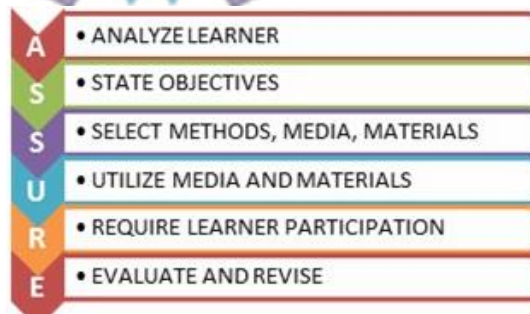 A • ANALYZE LEARNER
S • STATE OBJECTIVES
S • SELECT METHODS, MEDIA, MATERIALS
U • UTILIZE MEDIA AND MATERIALS
R • REQUIRE LEARNER PARTICIPATION
E • EVALUATE AND REVISE